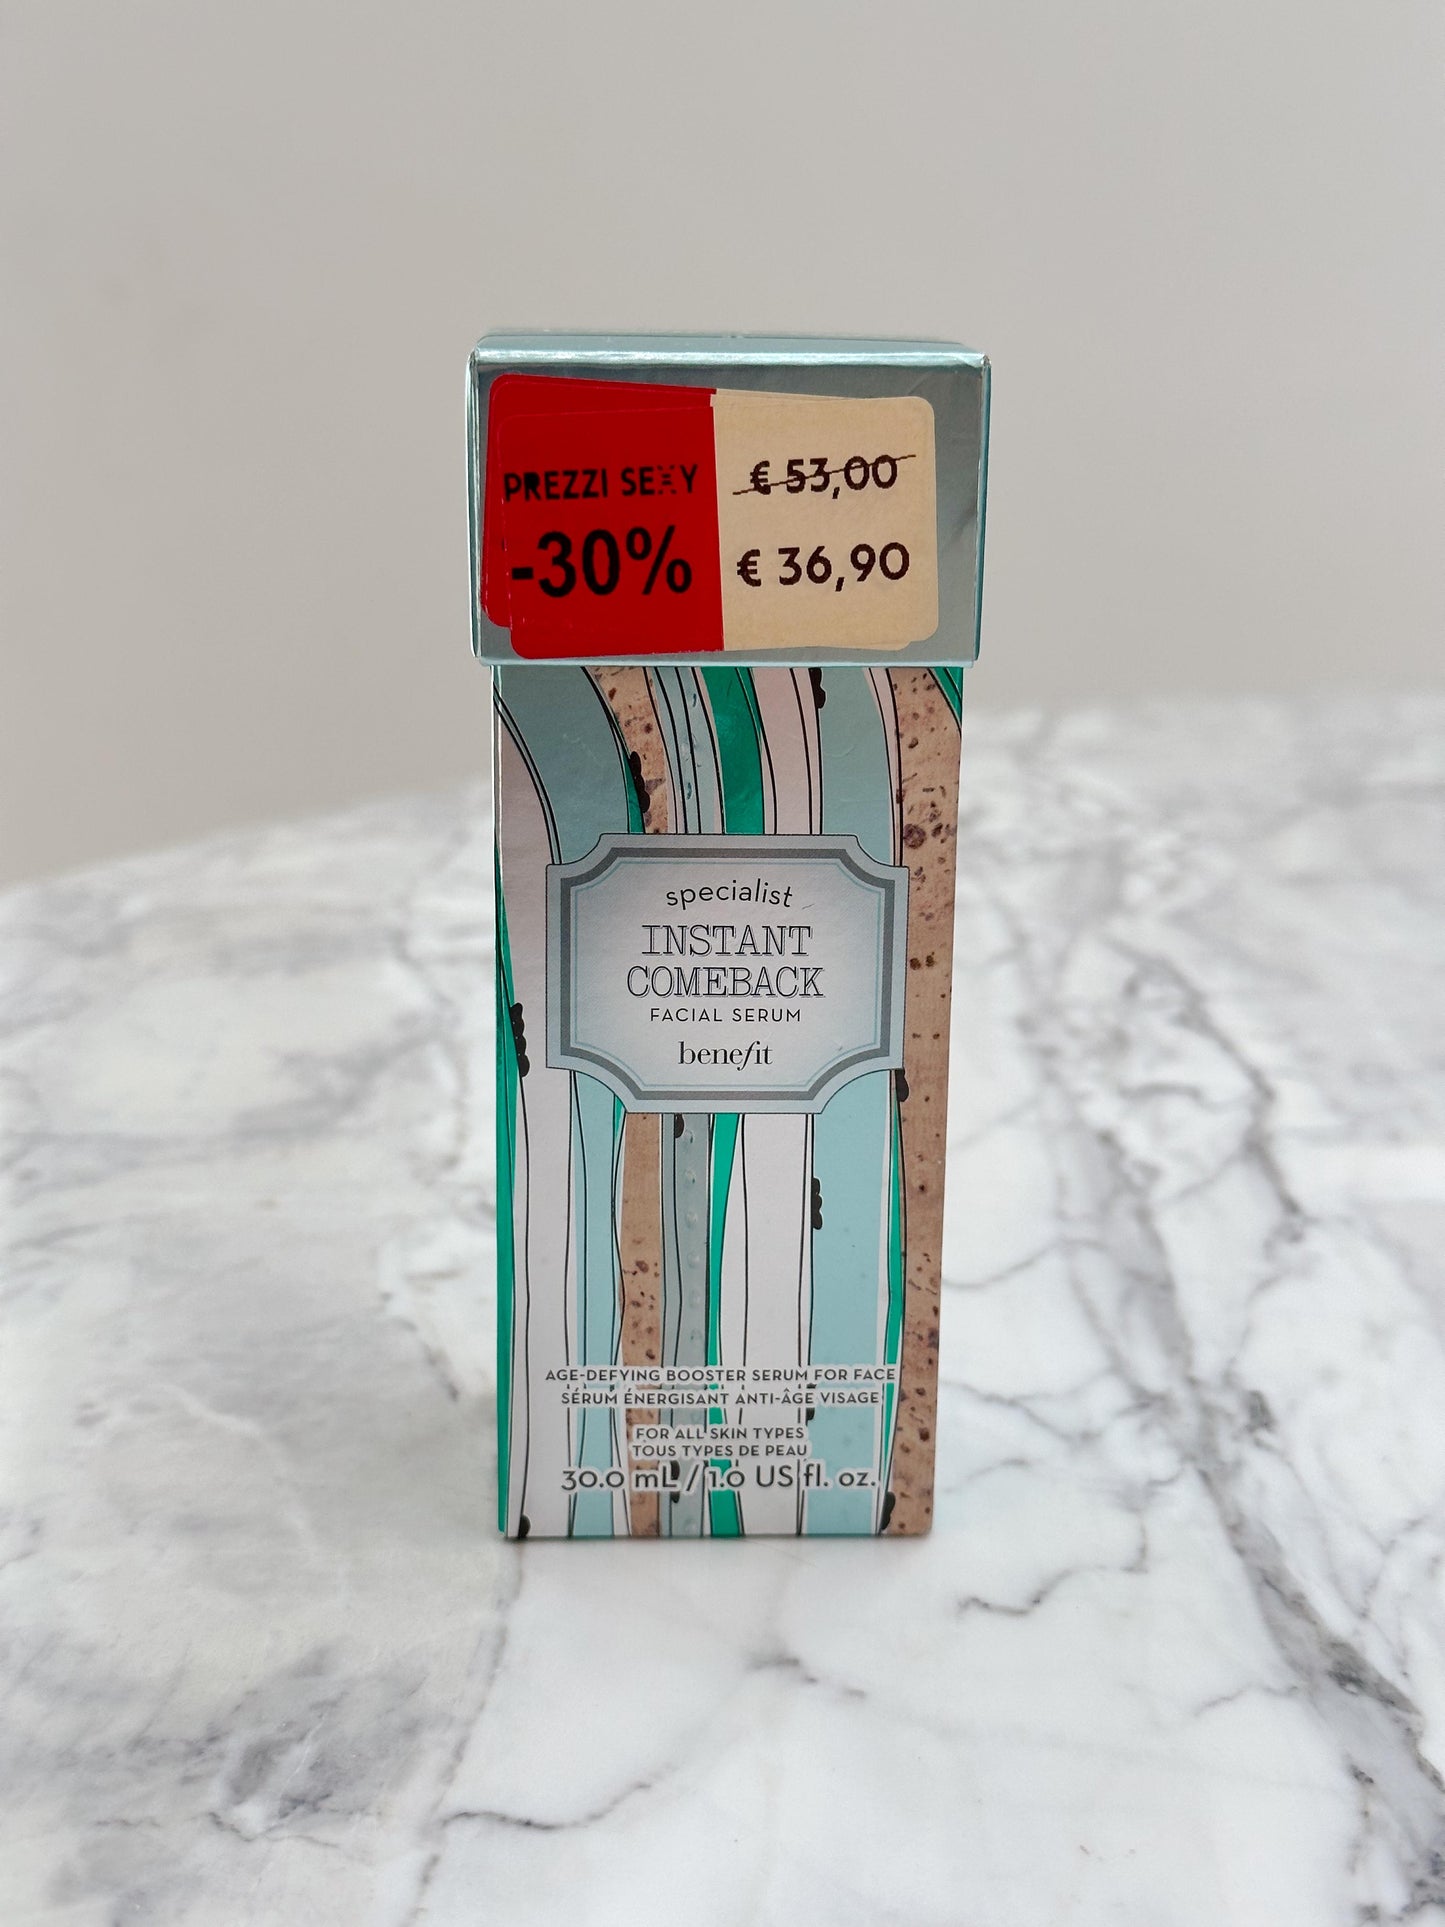 PREZZI SEXY
-30%
€ 53,00
€ 36,90
specialist
INSTANT
COMEBACK
FACIAL SERUM
benefit
AGE-DEFYING BOOSTER SERUM FOR FACE
SÉRUM ÉNERGISANT ANTI-ÂGE VISAGE
FOR ALL SKIN TYPES
TOUS TYPES DE PEAU
30.0 mL / 1.0 US fl. oz.